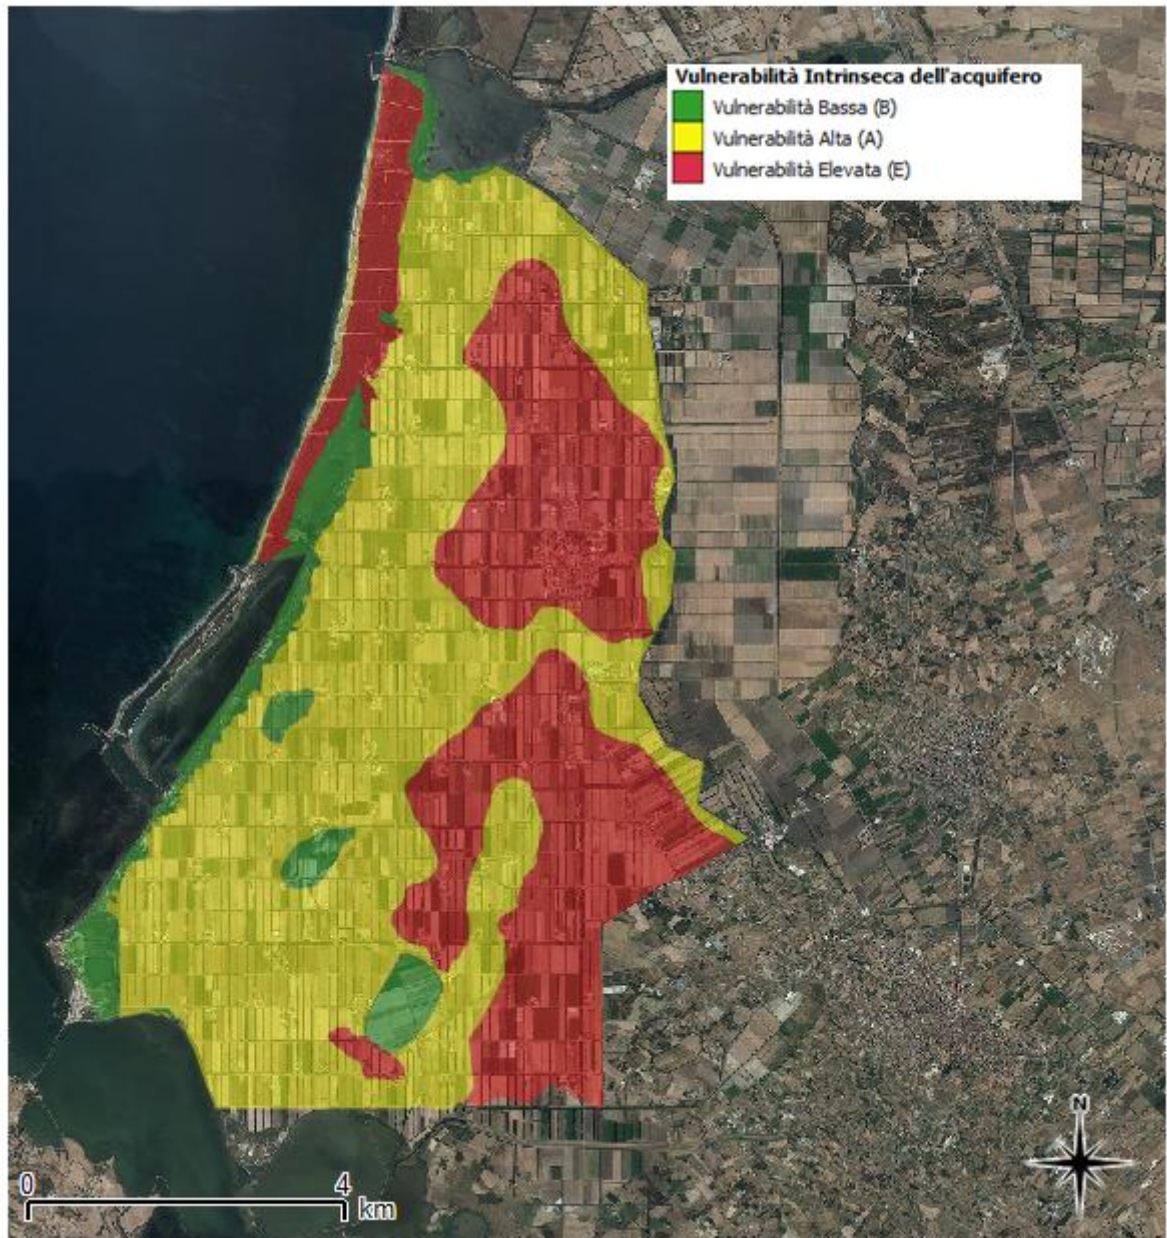 Vulnerabilità Intrinseca dell'acquifero
Vulnerabilità Bassa (B)
Vulnerabilità Alta (A)
Vulnerabilità Elevata (E)
N
0 4
km